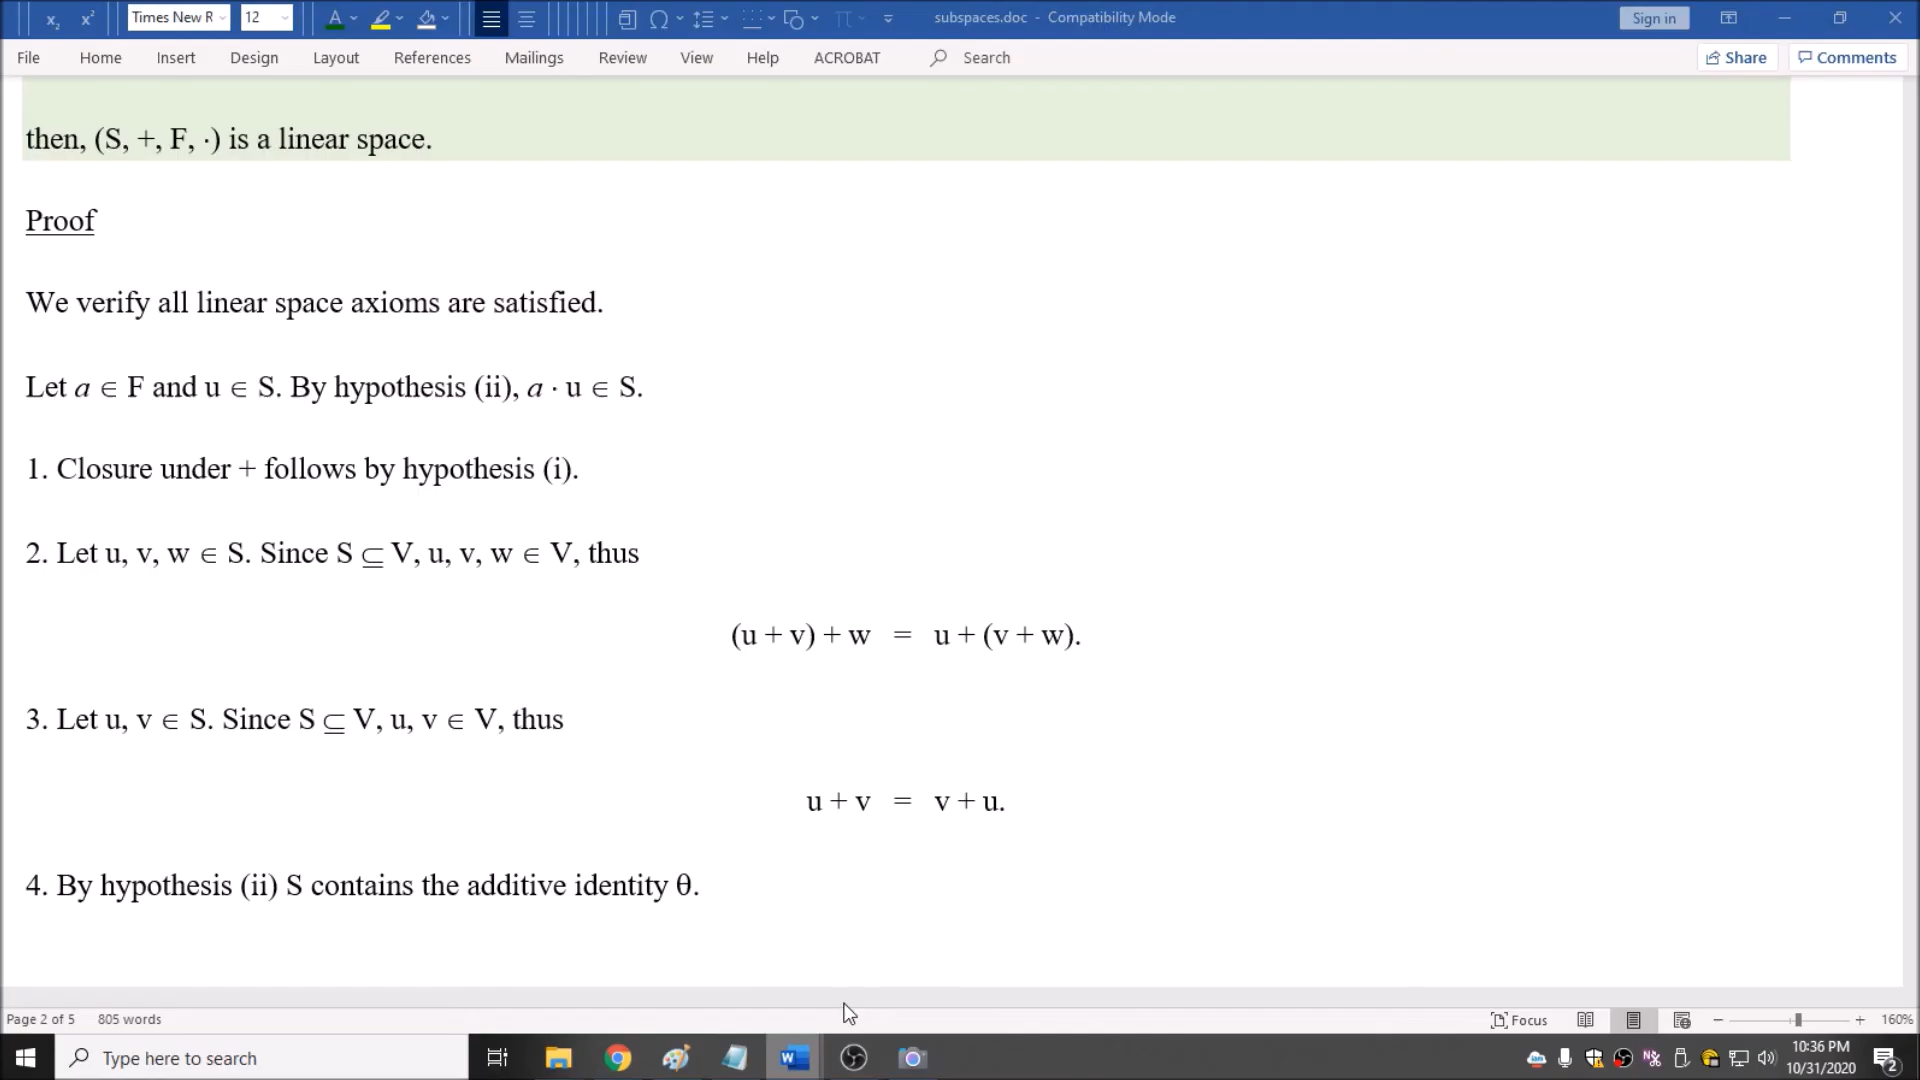 Times New R 12 subspaces.doc - Compatibility Mode Sign in
File Home Insert Design Layout References Mailings Review View Help ACROBAT Search Share Comments
then, (S, +, F, ·) is a linear space.
Proof
We verify all linear space axioms are satisfied.
Let a ∈ F and u ∈ S. By hypothesis (ii), a · u ∈ S.
1. Closure under + follows by hypothesis (i).
2. Let u, v, w ∈ S. Since S ⊆ V, u, v, w ∈ V, thus
(u + v) + w = u + (v + w).
3. Let u, v ∈ S. Since S ⊆ V, u, v ∈ V, thus
u + v = v + u.
4. By hypothesis (ii) S contains the additive identity θ.
Page 2 of 5 805 words Focus 160%
Type here to search 10:36 PM
10/31/2020 2